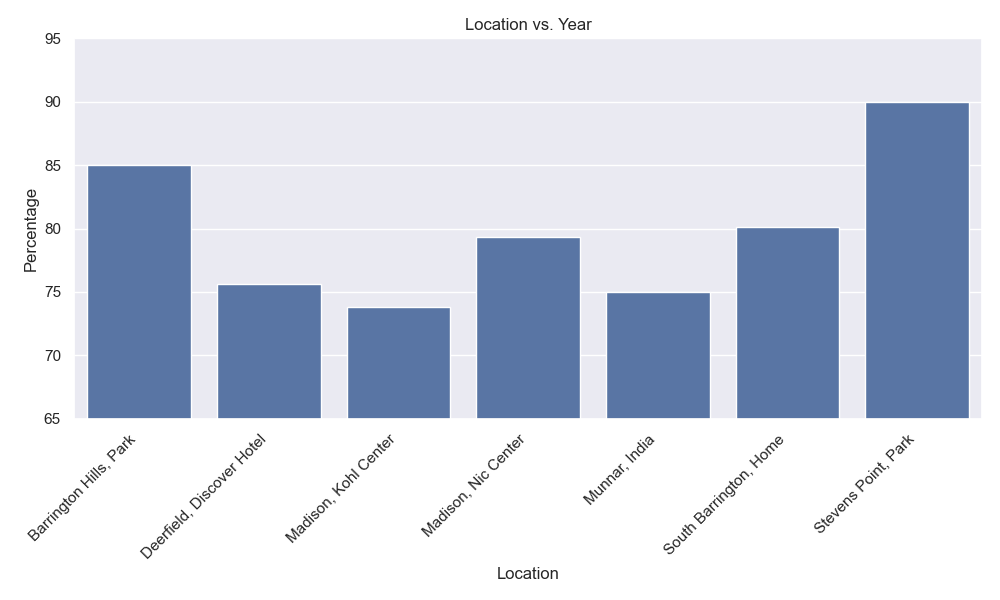 Location vs. Year
95
90
85
80
75
70
65
Percentage
Barrington Hills, Park
Deerfield, Discover Hotel
Madison, Kohl Center
Madison, Nic Center
Munnar, India
South Barrington, Home
Stevens Point, Park
Location